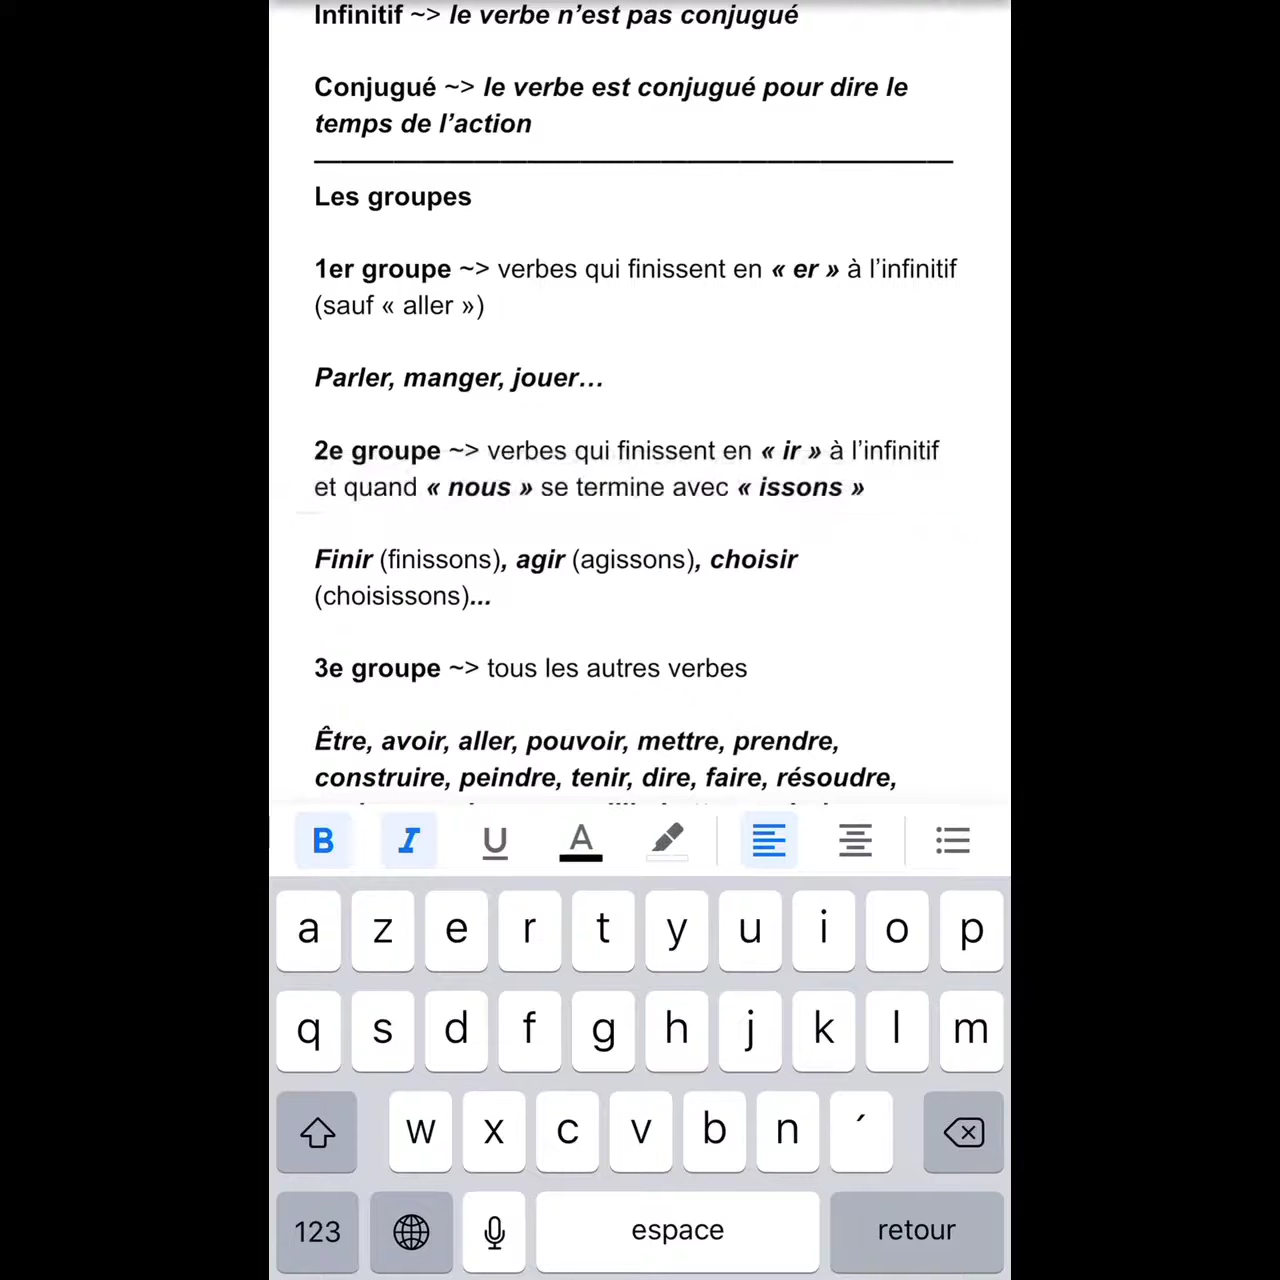 Infinitif ~> le verbe n’est pas conjugué
Conjugué ~> le verbe est conjugué pour dire le
temps de l’action
Les groupes
1er groupe ~> verbes qui finissent en « er » à l’infinitif
(sauf « aller »)
Parler, manger, jouer…
2e groupe ~> verbes qui finissent en « ir » à l’infinitif
et quand « nous » se termine avec « issons »
Finir (finissons), agir (agissons), choisir
(choisissons)...
3e groupe ~> tous les autres verbes
Être, avoir, aller, pouvoir, mettre, prendre,
construire, peindre, tenir, dire, faire, résoudre,
B I U A
a z e r t y u i o p
q s d f g h j k l m
w x c v b n ´
123 espace retour